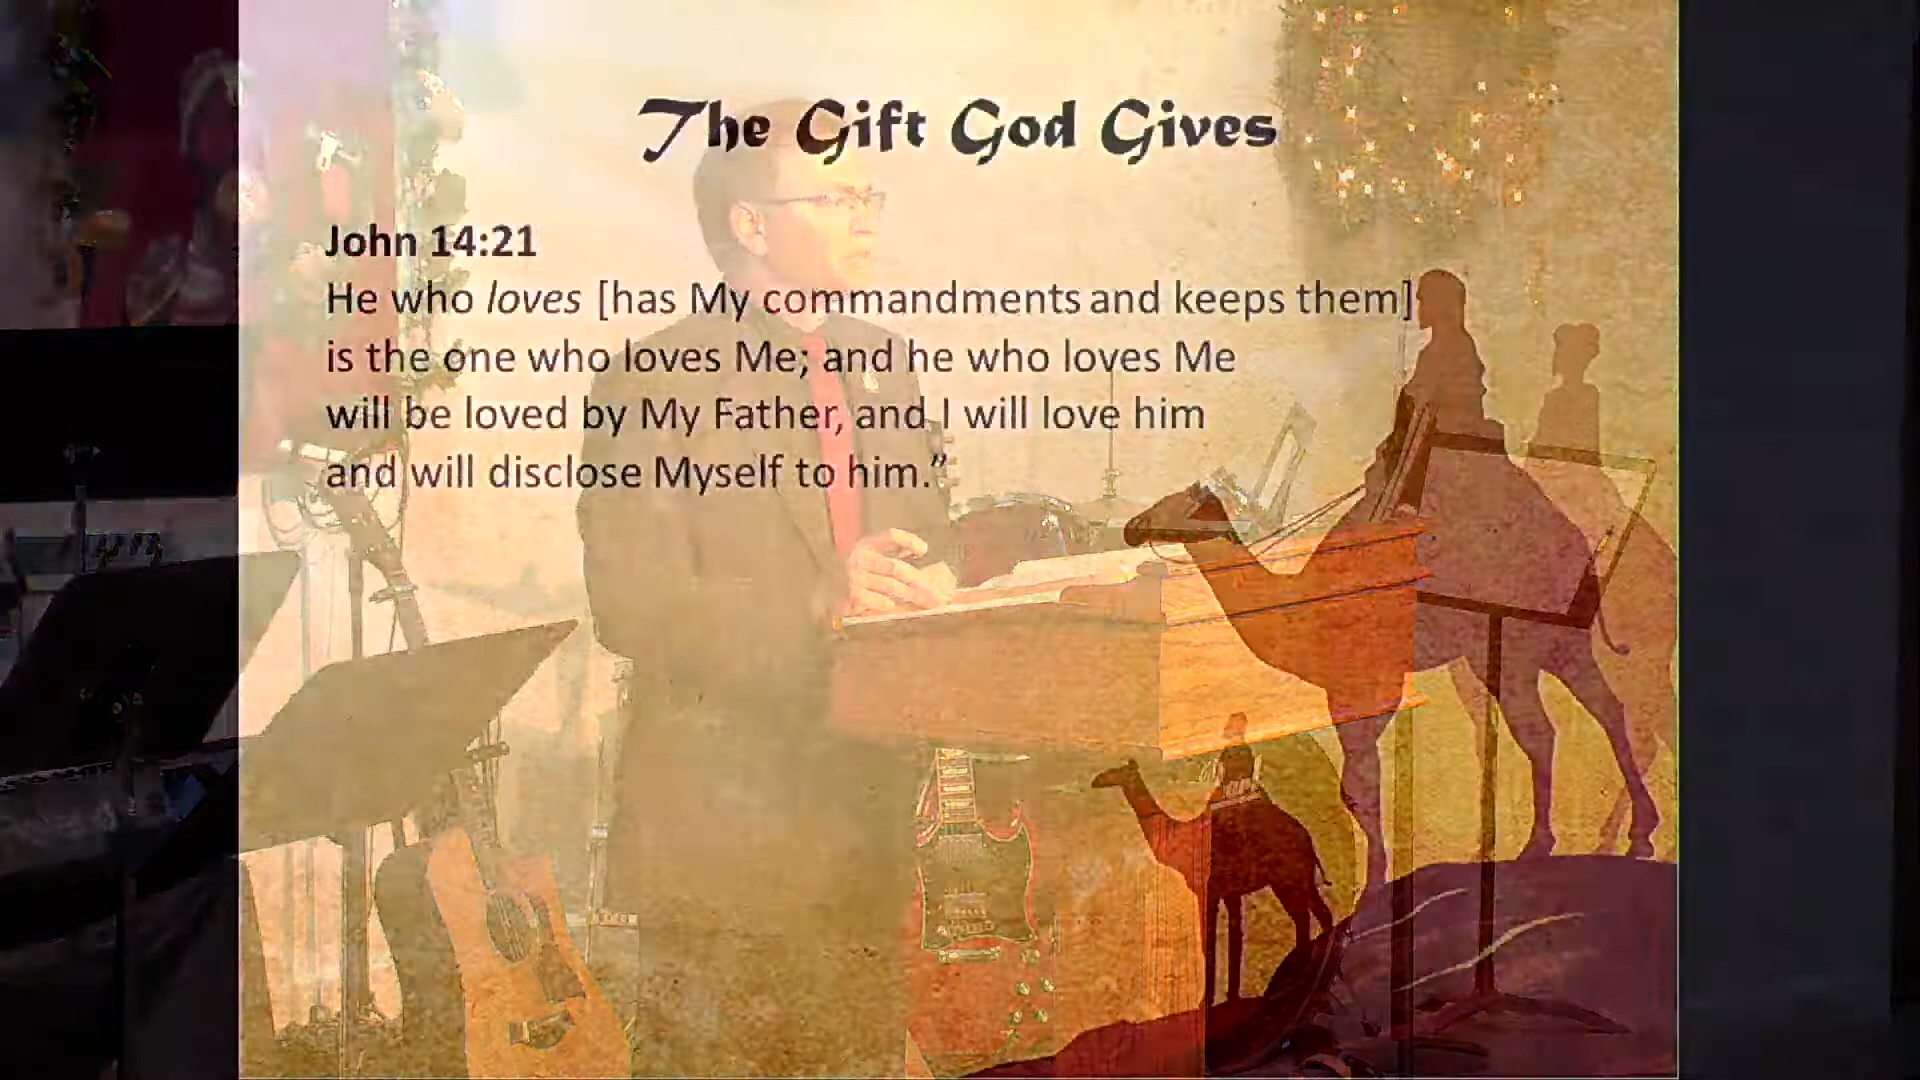 The Gift God Gives
John 14:21
He who loves [has My commandments and keeps them]
is the one who loves Me; and he who loves Me
will be loved by My Father, and I will love him
and will disclose Myself to him.”